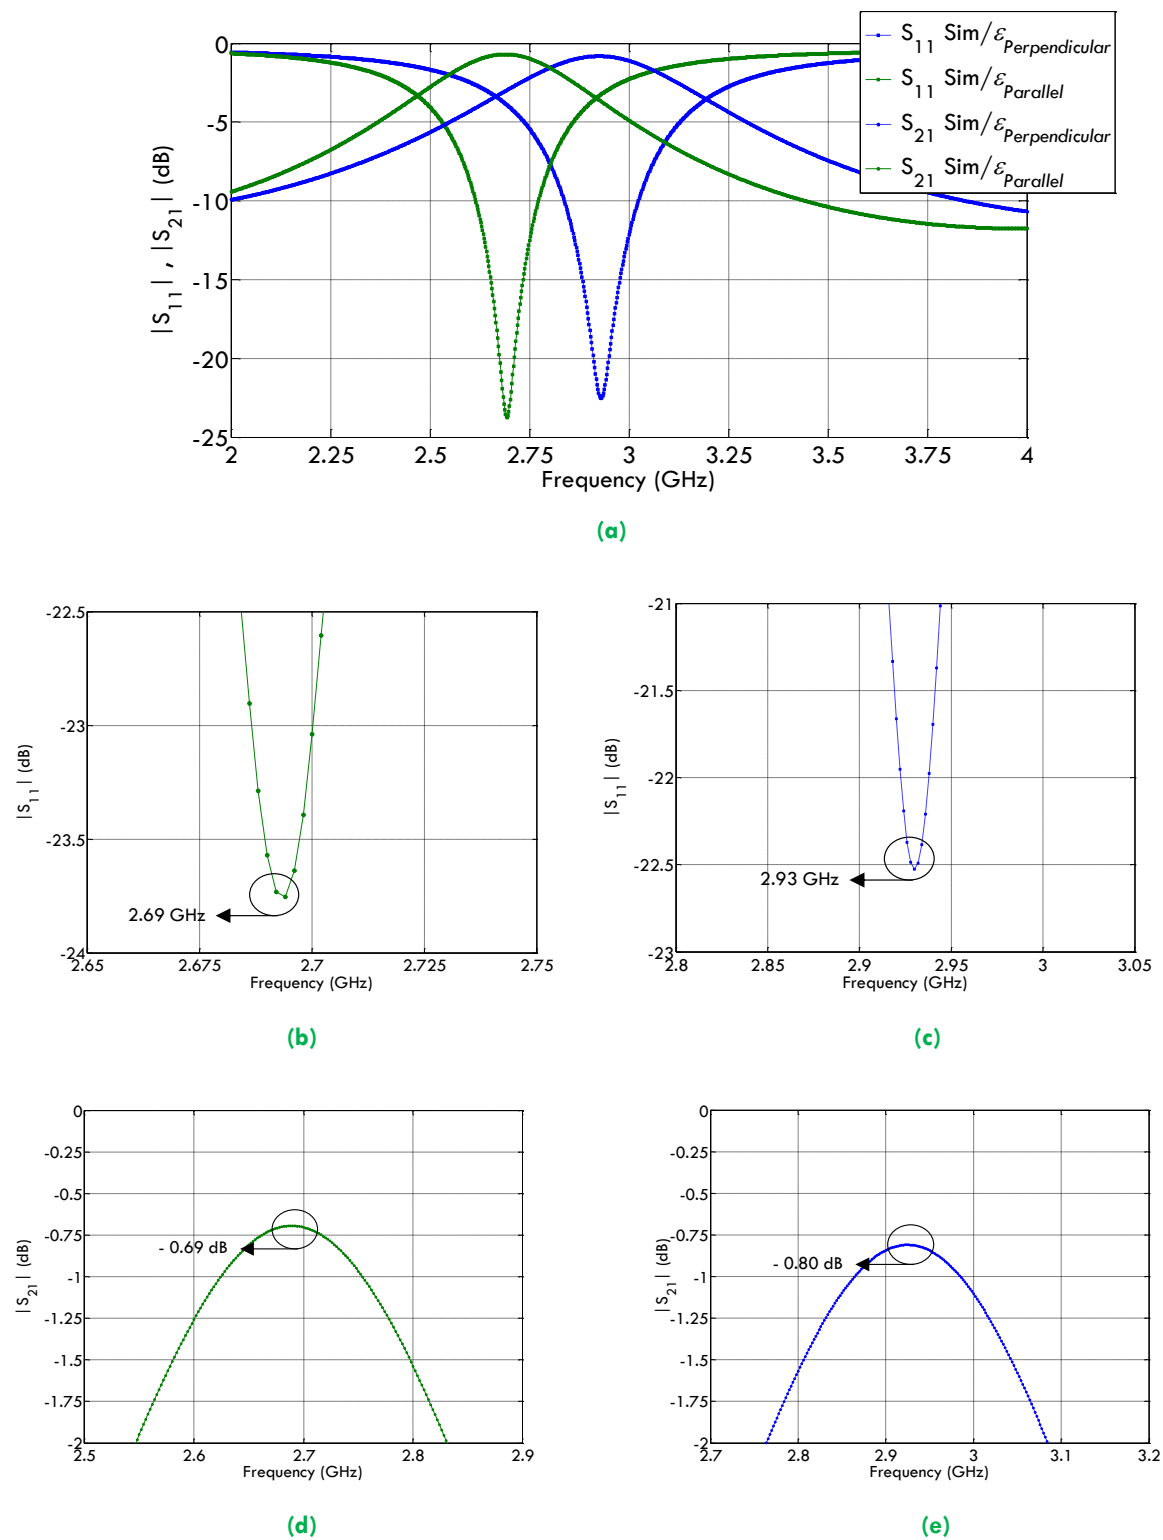 S11 Sim/εPerpendicular
S11 Sim/εParallel
S21 Sim/εPerpendicular
S21 Sim/εParallel
|S11| , |S21| (dB)
0
-5
-10
-15
-20
-25
2 2.25 2.5 2.75 3 3.25 3.5 3.75 4
Frequency (GHz)
(a)
|S11| (dB)
-22.5
-23
-23.5
-24
2.69 GHz
2.65 2.675 2.7 2.725 2.75
Frequency (GHz)
(b)
|S11| (dB)
-21
-21.5
-22
-22.5
-23
2.93 GHz
2.8 2.85 2.9 2.95 3 3.05
Frequency (GHz)
(c)
|S21| (dB)
0
-0.25
-0.5
-0.75
-1
-1.25
-1.5
-1.75
-2
- 0.69 dB
2.5 2.6 2.7 2.8 2.9
Frequency (GHz)
(d)
|S21| (dB)
0
-0.25
-0.5
-0.75
-1
-1.25
-1.5
-1.75
-2
- 0.80 dB
2.7 2.8 2.9 3 3.1 3.2
Frequency (GHz)
(e)